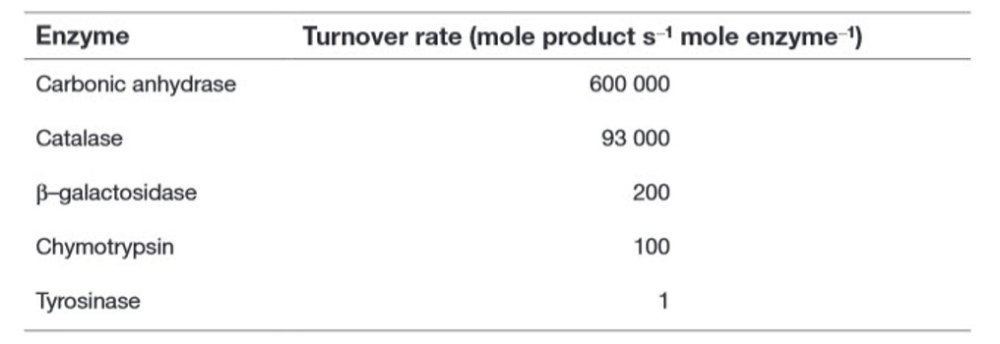 Enzyme Turnover rate (mole product s⁻¹ mole enzyme⁻¹)
Carbonic anhydrase 600 000
Catalase 93 000
β–galactosidase 200
Chymotrypsin 100
Tyrosinase 1